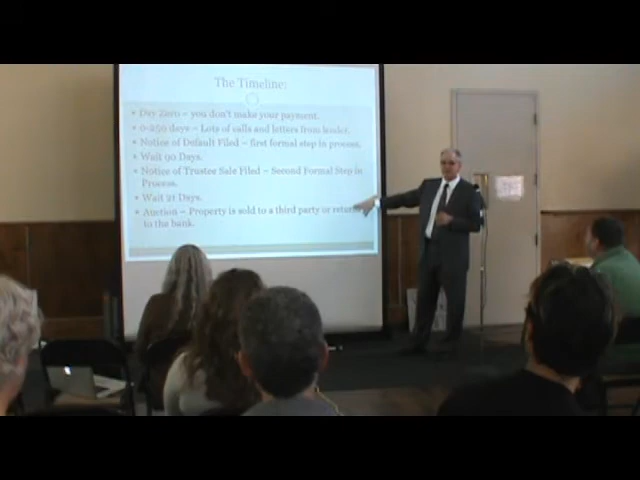 The Timeline:
• Day Zero – you don't make your payment.
• 0-250 days – Lots of calls and letters from lender.
• Notice of Default Filed – first formal step in process.
• Wait 90 Days.
• Notice of Trustee Sale Filed – Second Formal Step in
Process.
• Wait 21 Days.
• Auction – Property is sold to a third party or
to the bank.